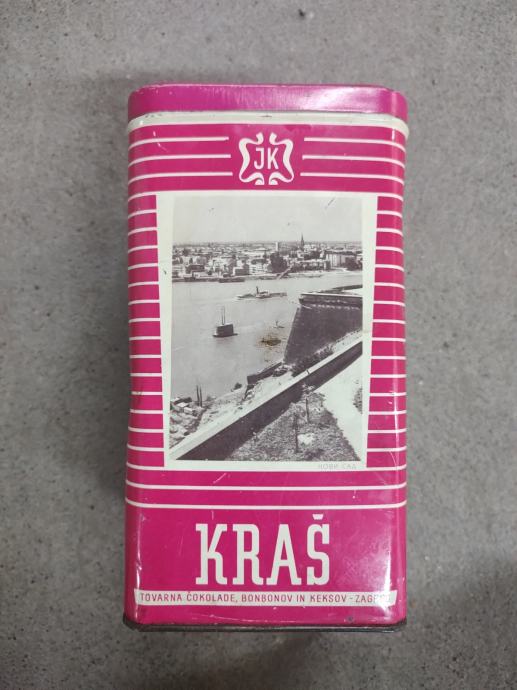 JK
НОВИ САД
KRAŠ
TOVARNA ČOKOLADE, BONBONOV IN KEKSOV - ZAGREB